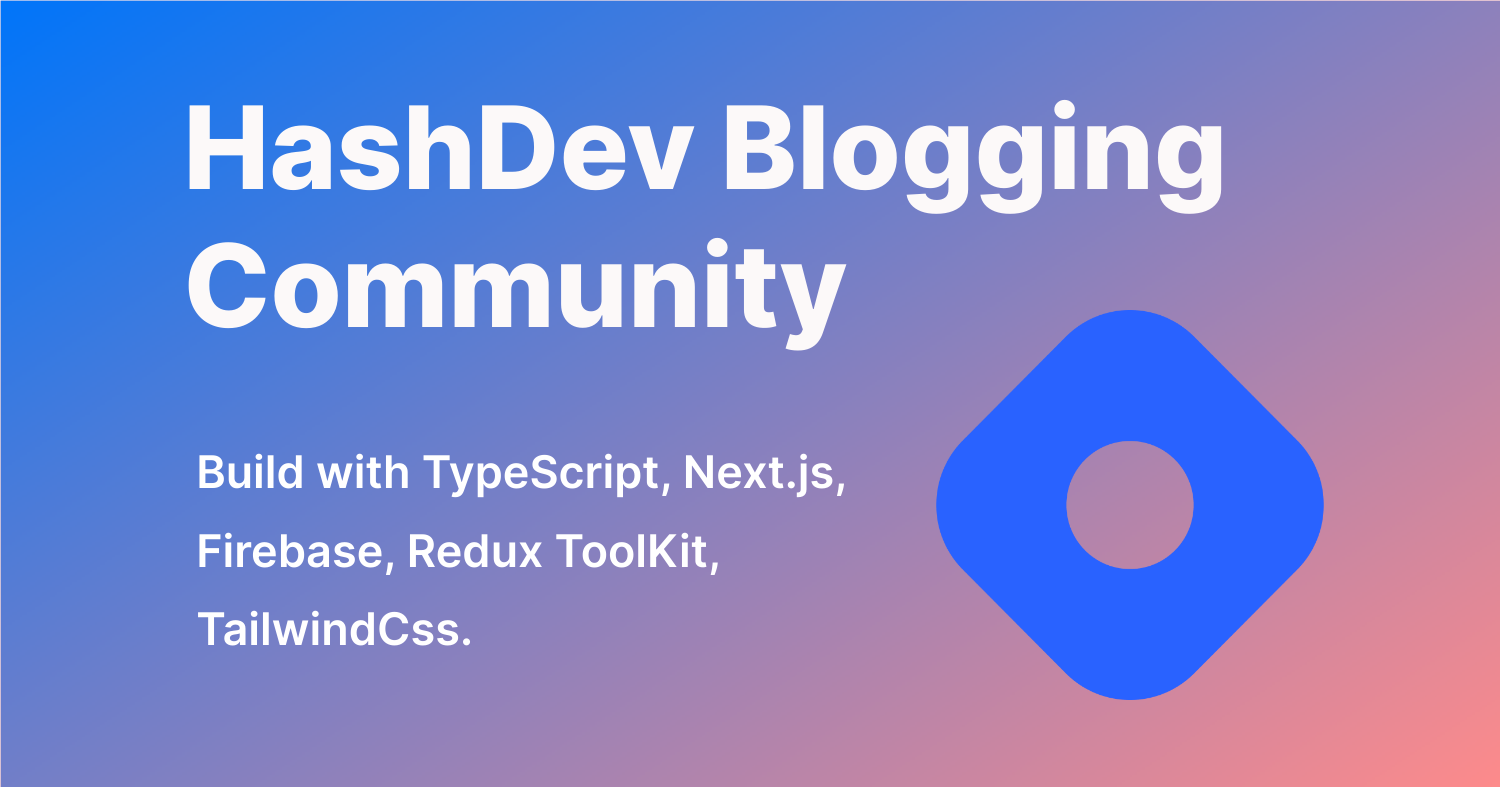 HashDev Blogging
Community
Build with TypeScript, Next.js,
Firebase, Redux ToolKit,
TailwindCss.